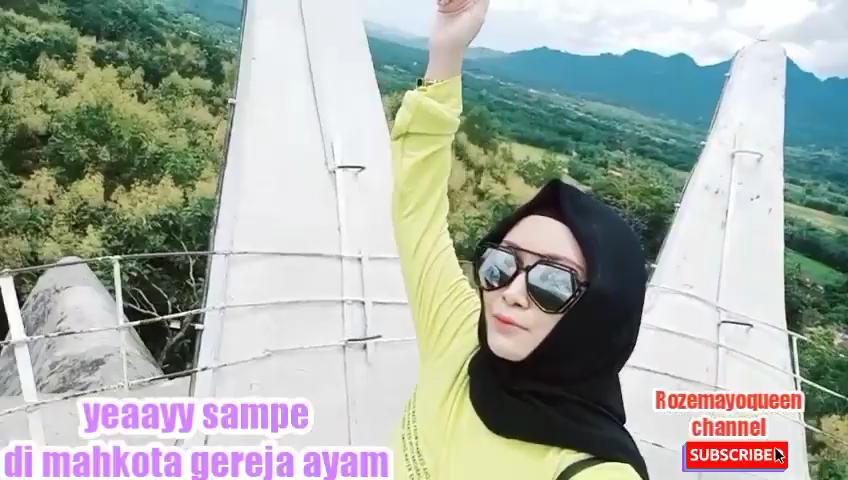 yeaayy sampe
di mahkota gereja ayam
Rozemayoqueen
channel
SUBSCRIBE